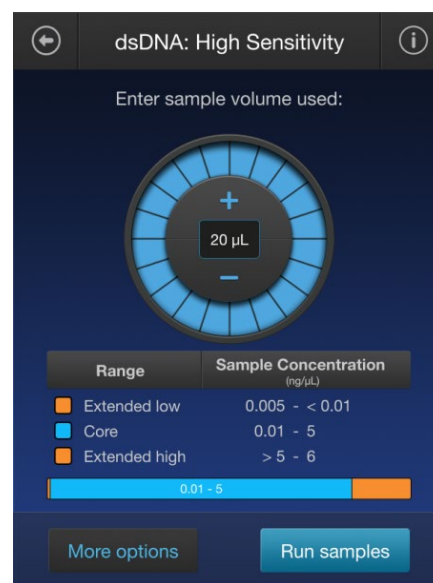 dsDNA: High Sensitivity
i
Enter sample volume used:
+
20 µL
−
Range Sample Concentration
(ng/µL)
Extended low 0.005 - < 0.01
Core 0.01 - 5
Extended high > 5 - 6
0.01 - 5
More options Run samples